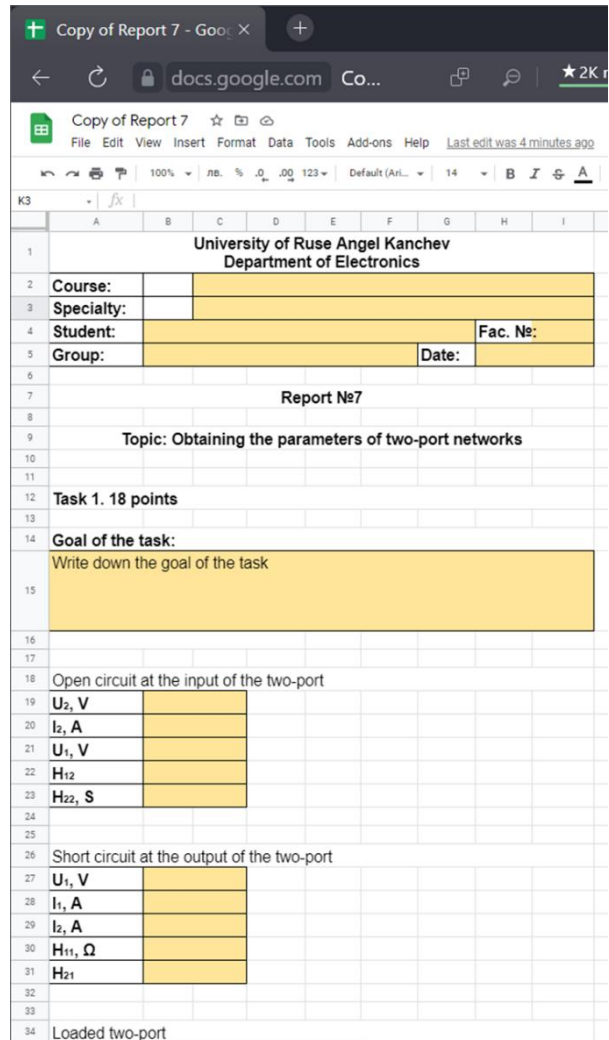 Copy of Report 7 - Goo
docs.google.com Co... ★2K
Copy of Report 7
File Edit View Insert Format Data Tools Add-ons Help Last edit was 4 minutes ago
100% лв. % .0 .00 123 Default (Ari... 14 B I S A
K3 fx
A B C D E F G H I
1 University of Ruse Angel Kanchev
Department of Electronics
2 Course:
3 Specialty:
4 Student: Fac. №:
5 Group: Date:
6
7 Report №7
8
9 Topic: Obtaining the parameters of two-port networks
10
11
12 Task 1. 18 points
13
14 Goal of the task:
15 Write down the goal of the task
16
17
18 Open circuit at the input of the two-port
19 U₂, V
20 I₂, A
21 U₁, V
22 H₁₂
23 H₂₂, S
24
25
26 Short circuit at the output of the two-port
27 U₁, V
28 I₁, A
29 I₂, A
30 H₁₁, Ω
31 H₂₁
32
33
34 Loaded two-port